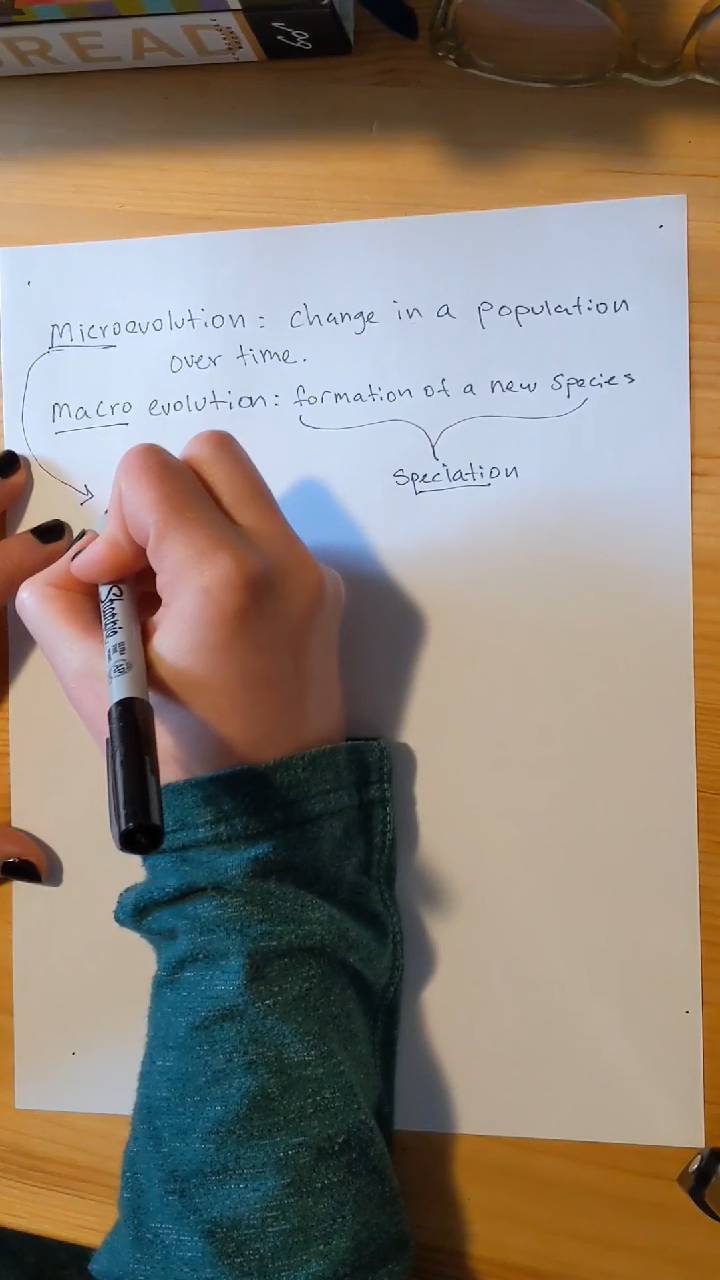 READ
Microevolution: change in a population
over time.
Macro evolution: formation of a new species
Speciation
Sharpie